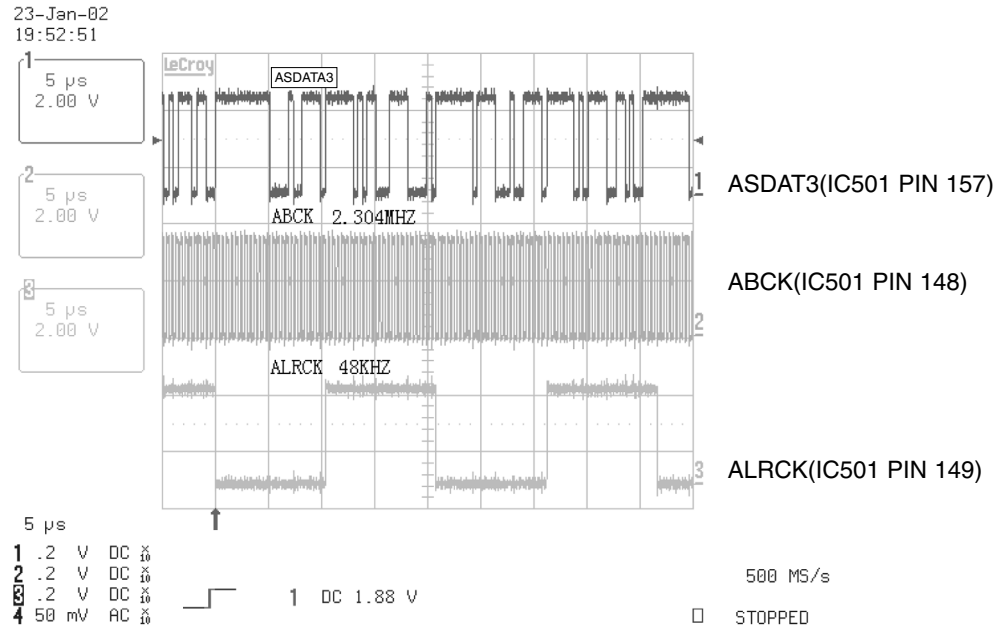 23-Jan-02
19:52:51
1
5 µs
2.00 V
LeCroy
ASDATA3
1
ASDAT3(IC501 PIN 157)
2
5 µs
2.00 V
ABCK 2.304MHZ
2
ABCK(IC501 PIN 148)
3
5 µs
2.00 V
ALRCK 48KHZ
3
ALRCK(IC501 PIN 149)
5 µs
1 .2 V DC X10
2 .2 V DC X10
3 .2 V DC X10
4 50 mV AC X10
1 DC 1.88 V
500 MS/s
STOPPED